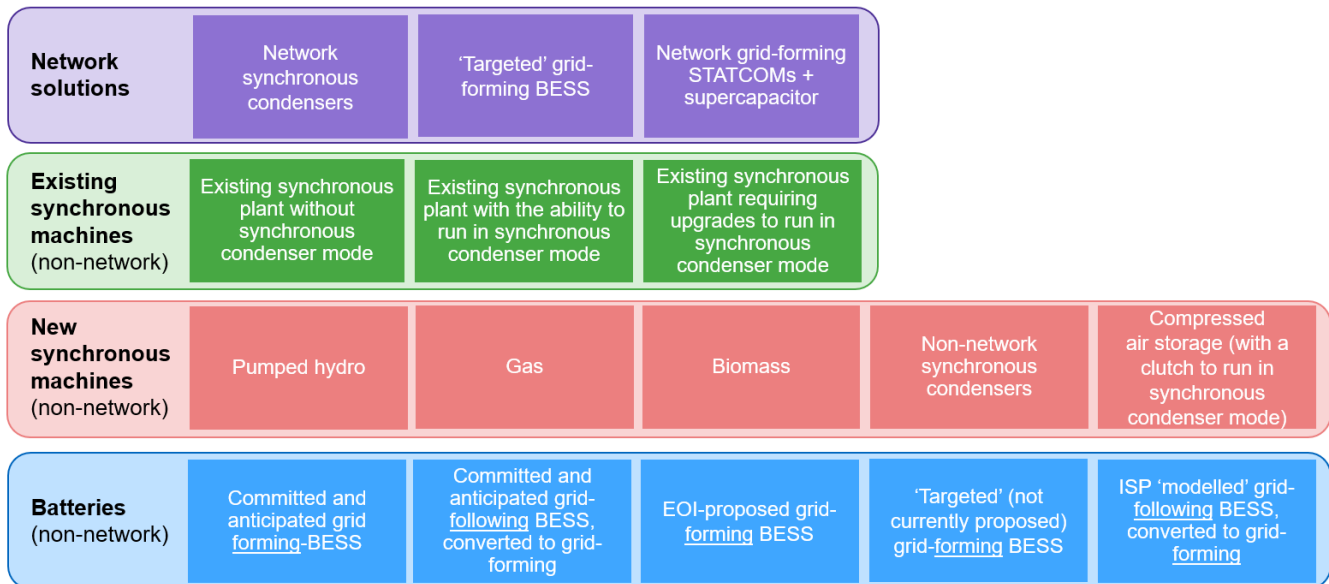 Network
solutions
Network
synchronous
condensers
‘Targeted’ grid-
forming BESS
Network grid-forming
STATCOMs +
supercapacitor
Existing
synchronous
machines
(non-network)
Existing synchronous
plant without
synchronous
condenser mode
Existing synchronous
plant with the ability to
run in synchronous
condenser mode
Existing synchronous
plant requiring
upgrades to run in
synchronous
condenser mode
New
synchronous
machines
(non-network)
Pumped hydro
Gas
Biomass
Non-network
synchronous
condensers
Compressed
air storage (with a
clutch to run in
synchronous
condenser mode)
Batteries
(non-network)
Committed and
anticipated grid
forming-BESS
Committed and
anticipated grid-
following BESS,
converted to grid-
forming
EOI-proposed grid-
forming BESS
‘Targeted’ (not
currently proposed)
grid-forming BESS
ISP ‘modelled’ grid-
following BESS,
converted to grid-
forming